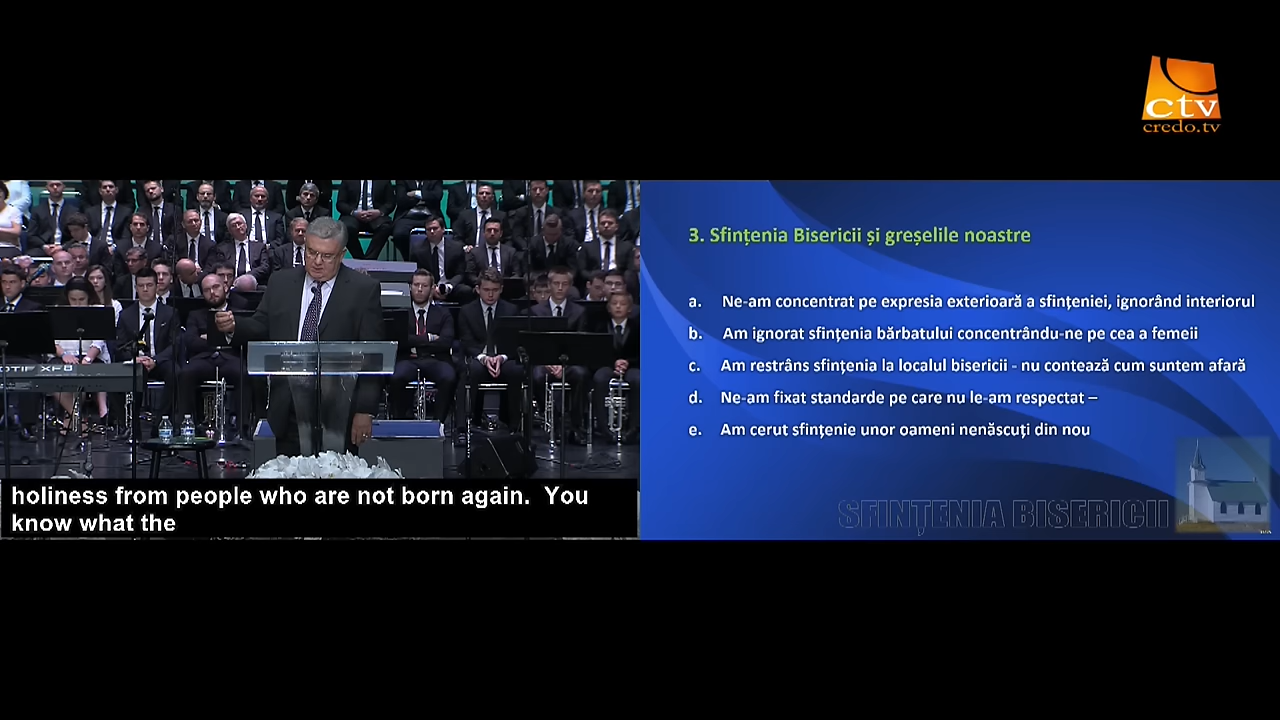 ctv
credo.tv
3. Sfințenia Bisericii și greșelile noastre
a. Ne-am concentrat pe expresia exterioară a sfințeniei, ignorând interiorul
b. Am ignorat sfințenia bărbatului concentrându-ne pe cea a femeii
c. Am restrâns sfințenia la localul bisericii - nu contează cum suntem afară
d. Ne-am fixat standarde pe care nu le-am respectat –
e. Am cerut sfințenie unor oameni nenăscuți din nou
SFINȚENIA BISERICII
OTIF XF8
holiness from people who are not born again. You
know what the